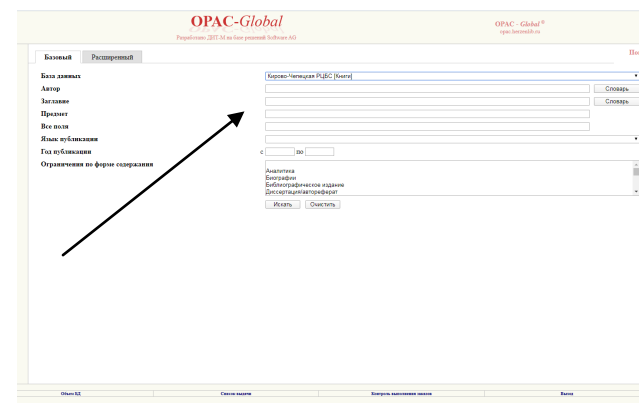 OPAC-Global
Разработано ДИТ-М на базе решений Software AG
OPAC - Global ®
opac.herzenlib.ru
Базовый Расширенный
База данных Кирово-Чепецкая РЦБС [Книги]
Автор Словарь
Заглавие Словарь
Предмет
Все поля
Язык публикации
Год публикации с по
Ограничения по форме содержания
Аналитика
Биографии
Библиографическое издание
Диссертация/автореферат
Искать Очистить
Объем БД Список выдачи Контроль выполнения заказов Выход